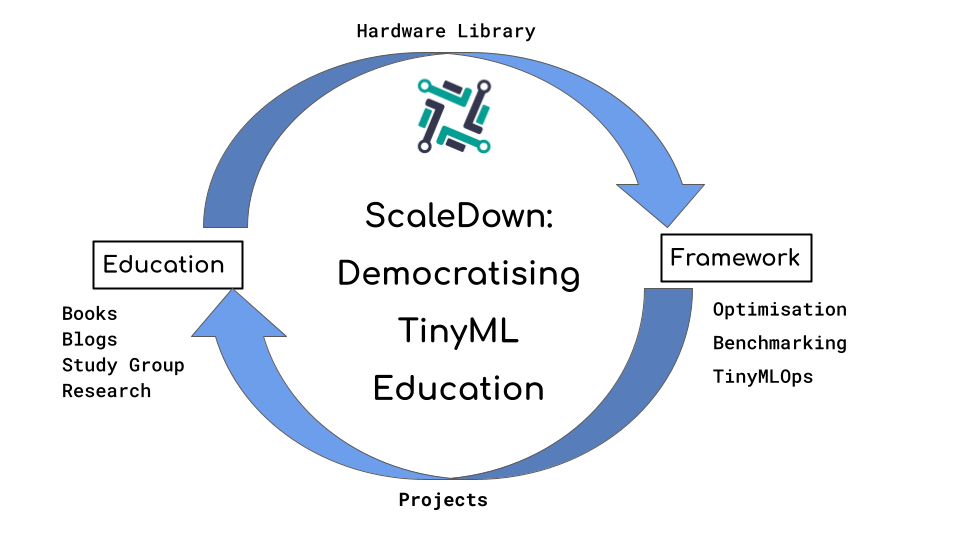 Hardware Library
ScaleDown:
Democratising
TinyML
Education
Education
Books
Blogs
Study Group
Research
Framework
Optimisation
Benchmarking
TinyMLOps
Projects